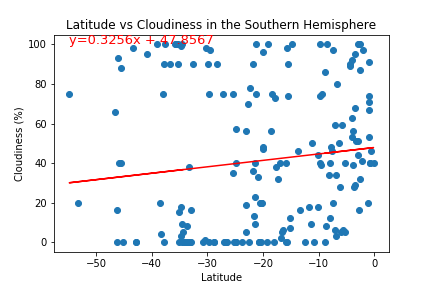 Latitude vs Cloudiness in the Southern Hemisphere
y=0.3256x + 47.8567
Cloudiness (%)
100
80
60
40
20
0
−50 −40 −30 −20 −10 0
Latitude